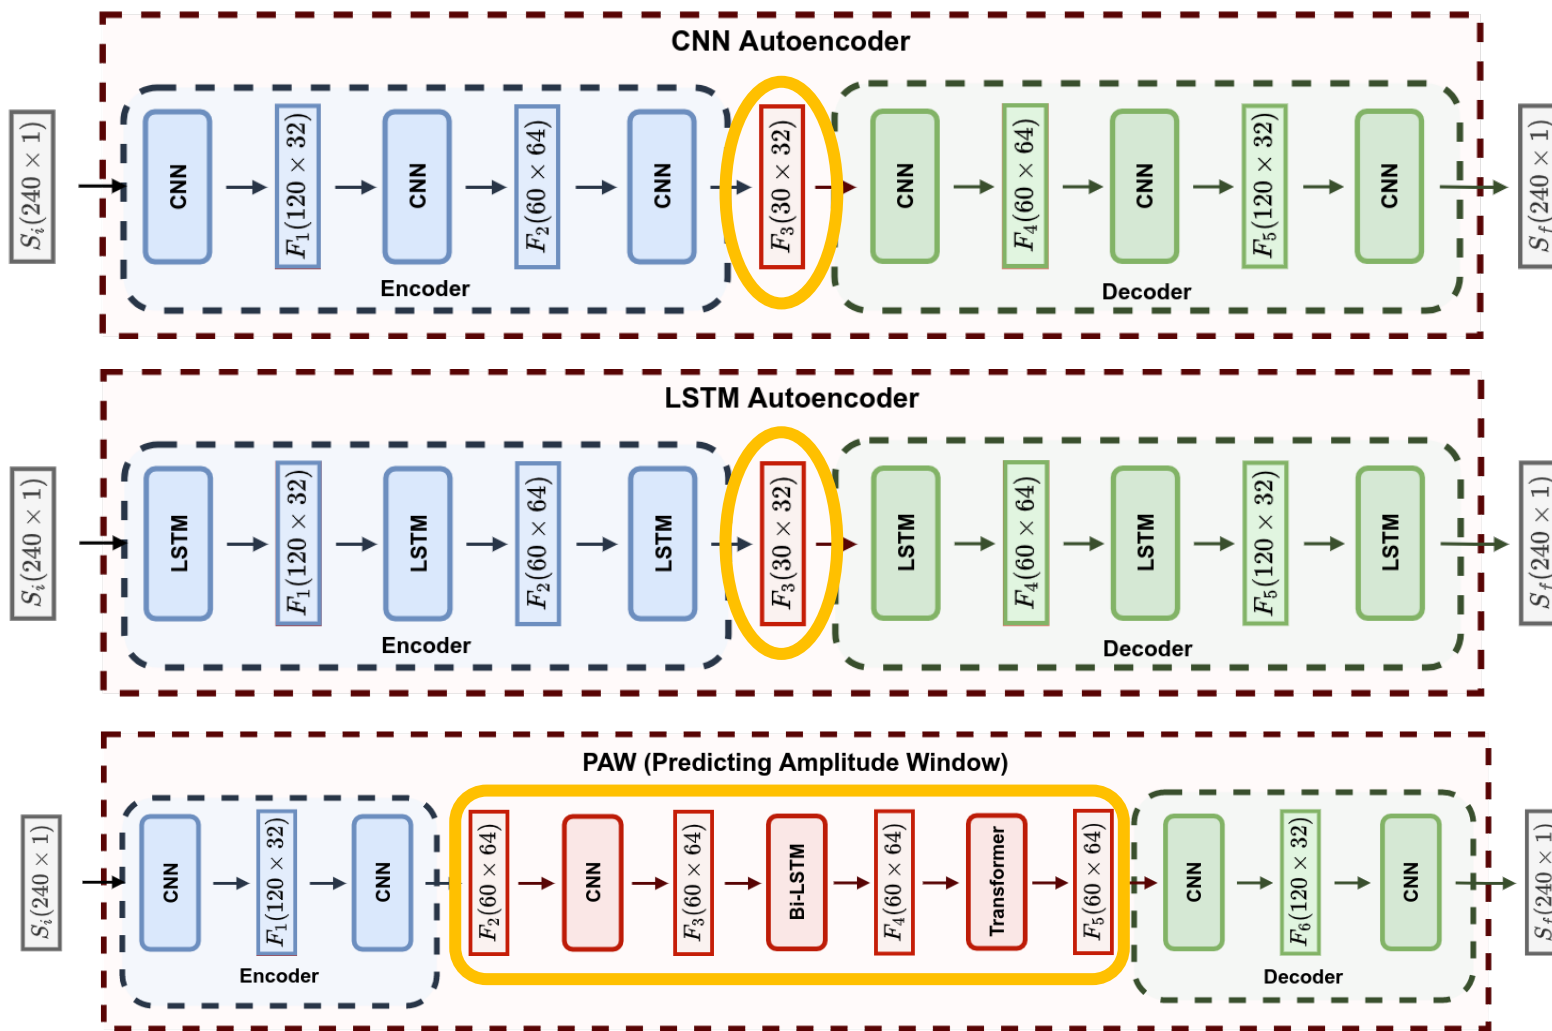 CNN Autoencoder
S_i(240 × 1)
CNN
F_1(120 × 32)
CNN
F_2(60 × 64)
CNN
F_3(30 × 32)
CNN
F_4(60 × 64)
CNN
F_5(120 × 32)
CNN
S_f(240 × 1)
Encoder
Decoder
LSTM Autoencoder
S_i(240 × 1)
LSTM
F_1(120 × 32)
LSTM
F_2(60 × 64)
LSTM
F_3(30 × 32)
LSTM
F_4(60 × 64)
LSTM
F_5(120 × 32)
LSTM
S_f(240 × 1)
Encoder
Decoder
PAW (Predicting Amplitude Window)
S_i(240 × 1)
CNN
F_1(120 × 32)
CNN
F_2(60 × 64)
CNN
F_3(60 × 64)
Bi-LSTM
F_4(60 × 64)
Transformer
F_5(60 × 64)
CNN
F_6(120 × 32)
CNN
S_f(240 × 1)
Encoder
Decoder